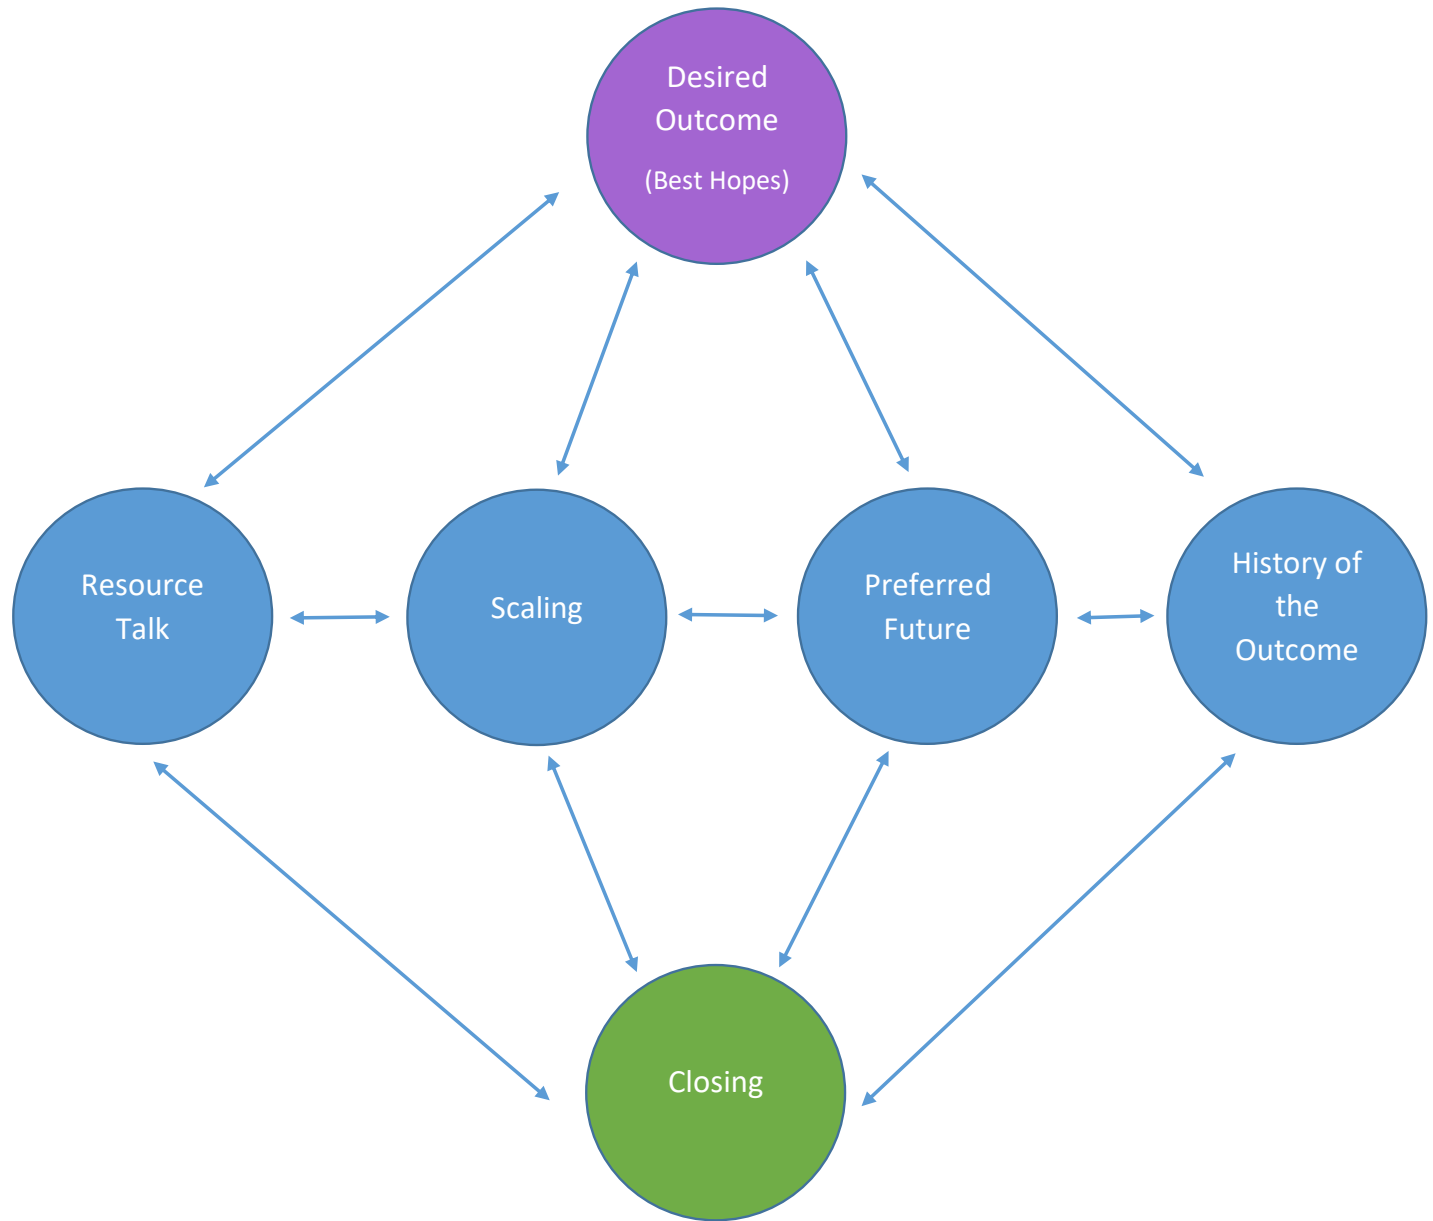 Desired
Outcome
(Best Hopes)
Resource
Talk
Scaling
Preferred
Future
History of
the
Outcome
Closing